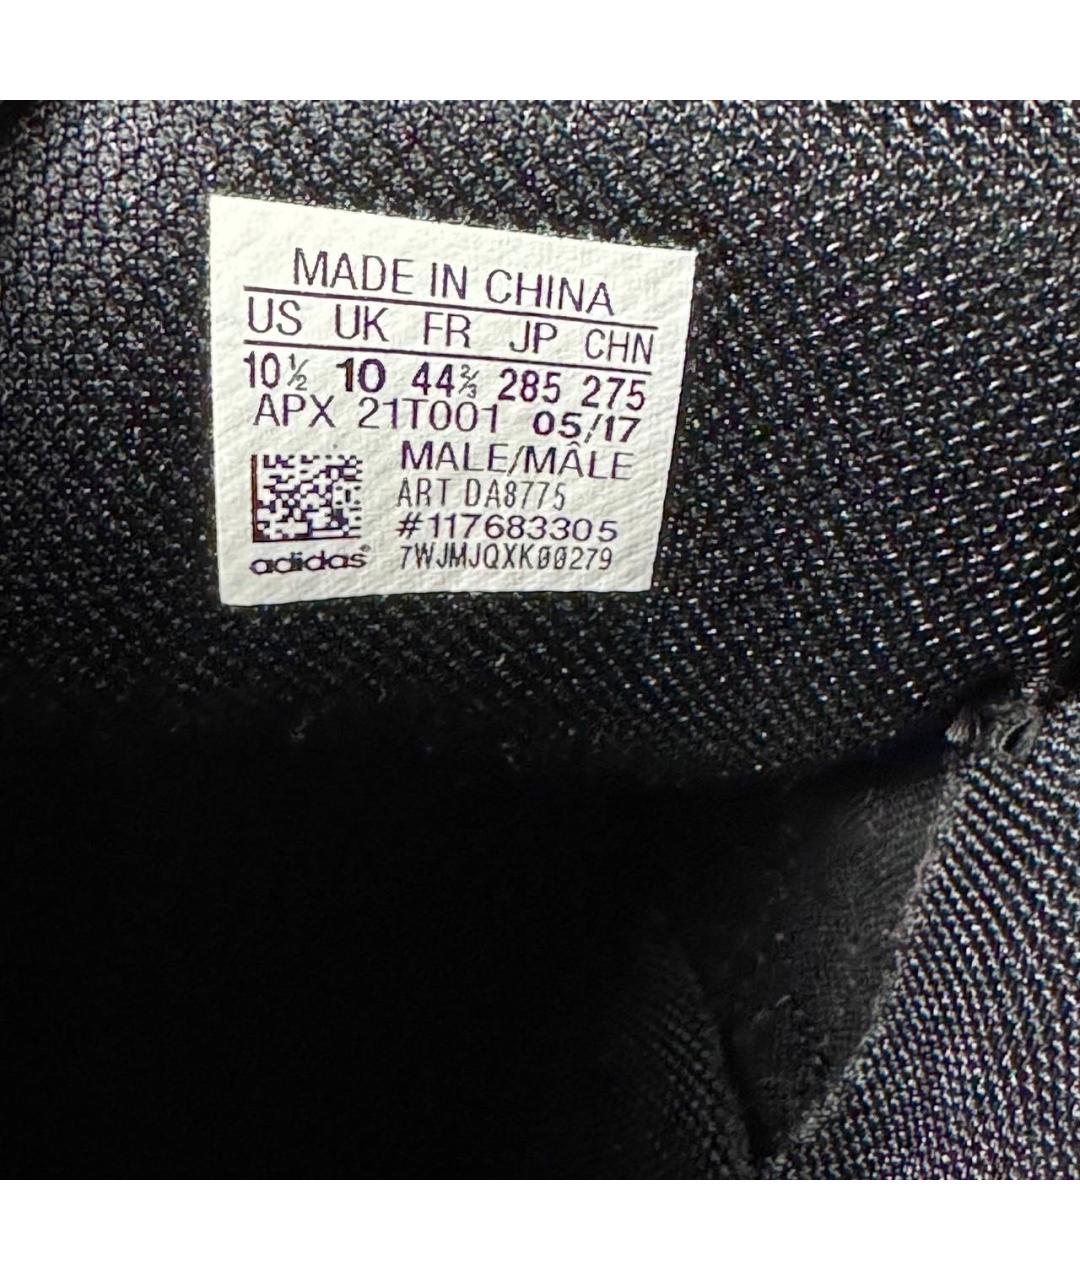 MADE IN CHINA
US UK FR JP CHN
10½ 10 44⅔ 285 275
APX 21T001 05/17
MALE/MÂLE
ART DA8775
#117683305
adidas® 7WJMJQXK00279